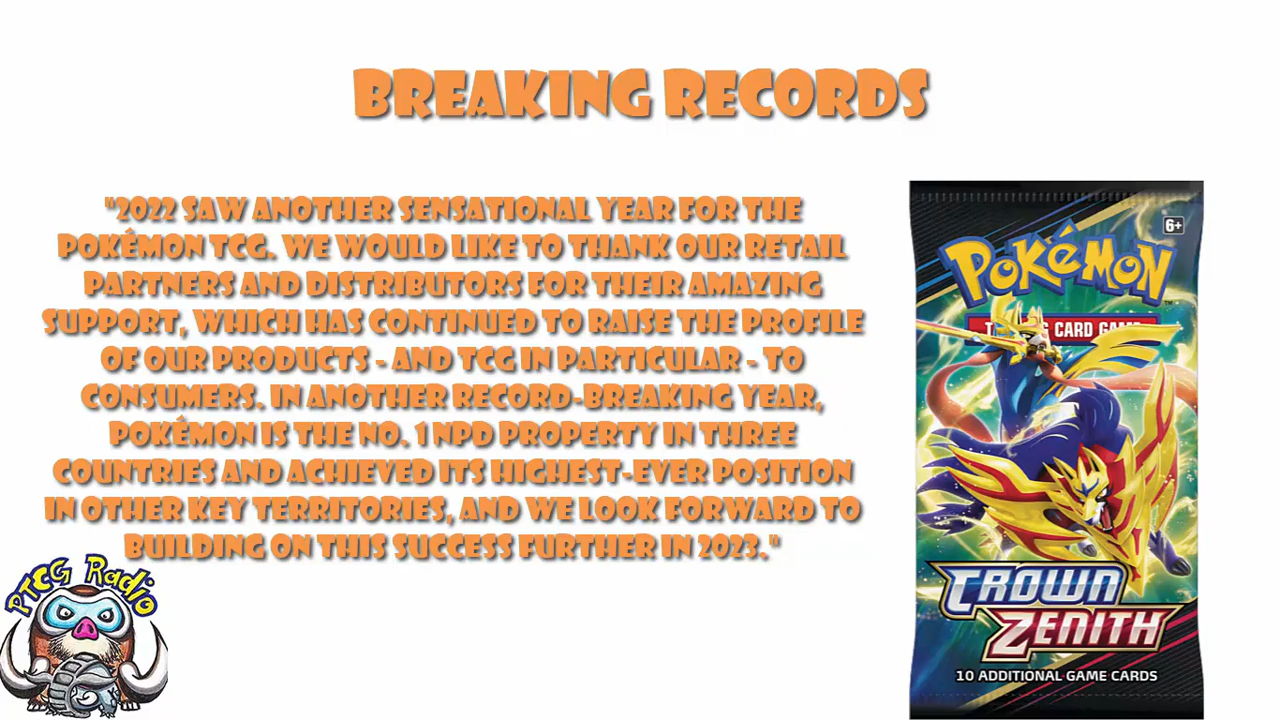 BREAKING RECORDS
"2022 SAW ANOTHER SENSATIONAL YEAR FOR THE
POKÉMON TCG. WE WOULD LIKE TO THANK OUR RETAIL
PARTNERS AND DISTRIBUTORS FOR THEIR AMAZING
SUPPORT, WHICH HAS CONTINUED TO RAISE THE PROFILE
OF OUR PRODUCTS - AND TCG IN PARTICULAR - TO
CONSUMERS. IN ANOTHER RECORD-BREAKING YEAR,
POKÉMON IS THE NO. 1 NPD PROPERTY IN THREE
COUNTRIES AND ACHIEVED ITS HIGHEST-EVER POSITION
IN OTHER KEY TERRITORIES, AND WE LOOK FORWARD TO
BUILDING ON THIS SUCCESS FURTHER IN 2023."
PTCG Radio
6+
POKÉMON
CARD GAME
CROWN
ZENITH
10 ADDITIONAL GAME CARDS